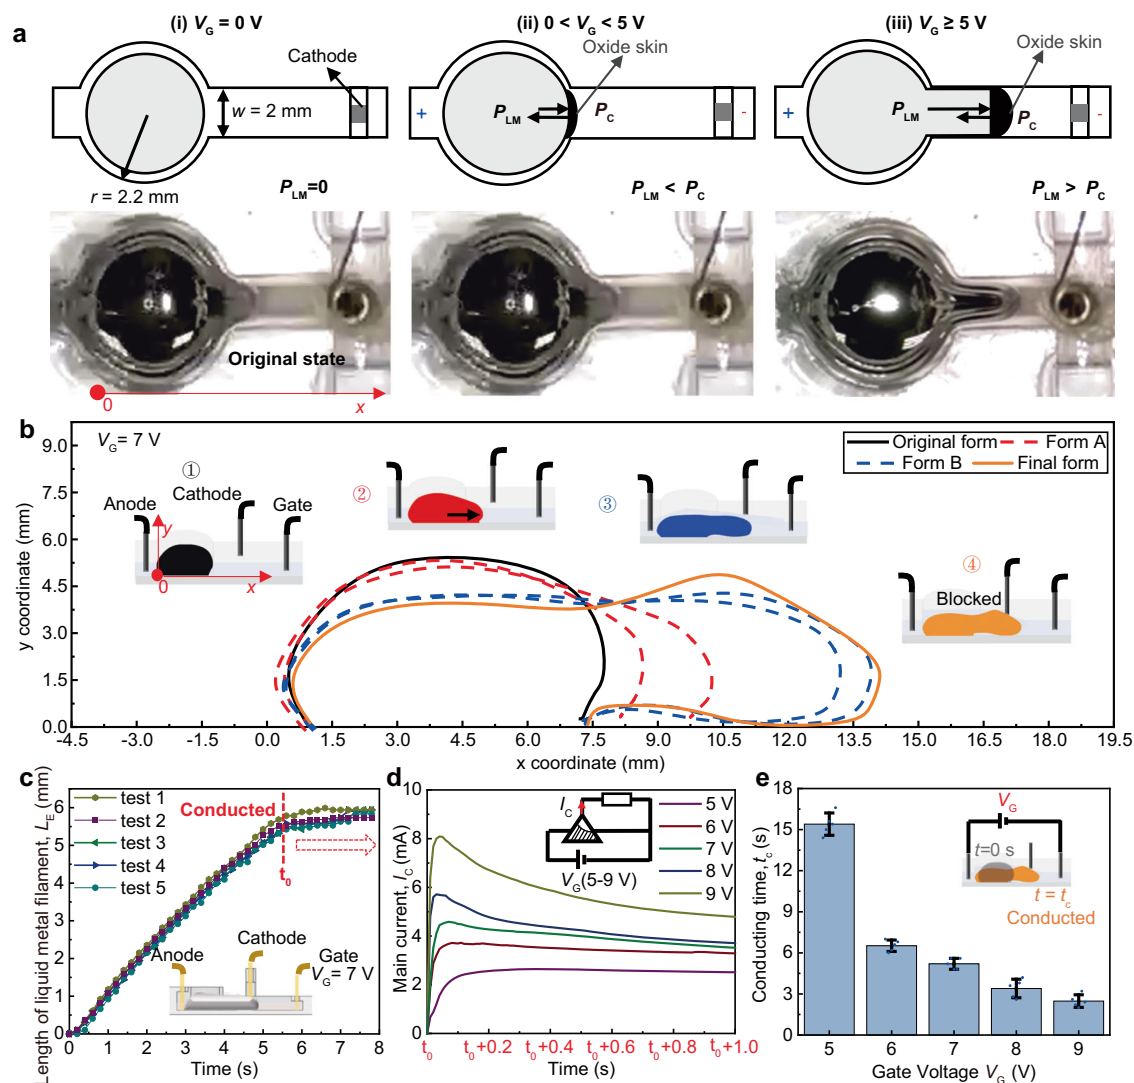 a
(i) V_G = 0 V
(ii) 0 < V_G < 5 V
(iii) V_G ≥ 5 V
Cathode
w = 2 mm
r = 2.2 mm
P_LM=0
Oxide skin
+
P_LM
P_C
-
P_LM < P_C
Oxide skin
+
P_LM
P_C
-
P_LM > P_C
Original state
0
x
b
V_G= 7 V
Original form
Form A
Form B
Final form
①
Anode
Cathode
Gate
y
0
x
②
③
④
Blocked
y coordinate (mm)
9.0
7.5
6.0
4.5
3.0
1.5
0.0
-4.5 -3.0 -1.5 0.0 1.5 3.0 4.5 6.0 7.5 9.0 10.5 12.0 13.5 15.0 16.5 18.0 19.5
x coordinate (mm)
c
Length of liquid metal filament, L_E (mm)
6
5
4
3
2
1
0
test 1
test 2
test 3
test 4
test 5
Conducted
t_0
Anode
Cathode
Gate
V_G= 7 V
0 1 2 3 4 5 6 7 8
Time (s)
d
Main current, I_C (mA)
10
8
6
4
2
0
I_C
V_G(5-9 V)
5 V
6 V
7 V
8 V
9 V
t_0 t_0+0.2 t_0+0.4 t_0+0.6 t_0+0.8 t_0+1.0
Time (s)
e
Conducting time, t_c (s)
18
15
12
9
6
3
0
V_G
t=0 s
t = t_c
Conducted
5 6 7 8 9
Gate Voltage V_G (V)